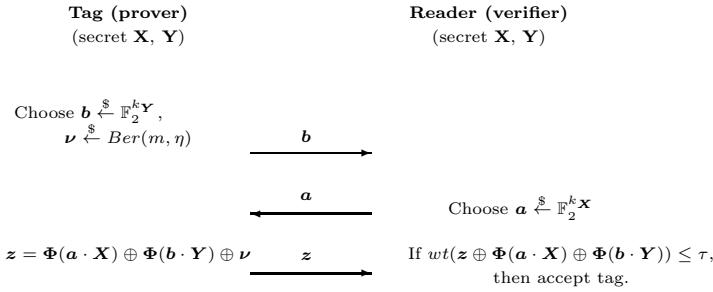 Tag (prover) Reader (verifier)
(secret X, Y) (secret X, Y)
Choose b $← F₂^{k_Y},
ν $← Ber(m, η) b
a Choose a $← F₂^{k_X}
z = Φ(a · X) ⊕ Φ(b · Y) ⊕ ν z If wt(z ⊕ Φ(a · X) ⊕ Φ(b · Y)) ≤ τ,
then accept tag.